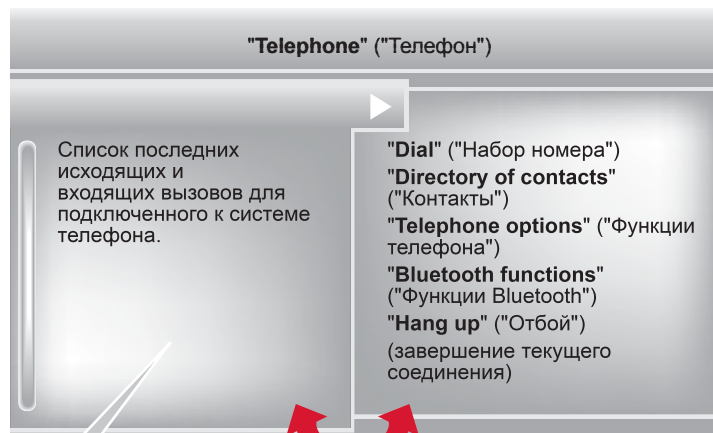 "Telephone" ("Телефон")
Список последних
исходящих и
входящих вызовов для
подключенного к системе
телефона.
"Dial" ("Набор номера")
"Directory of contacts"
("Контакты")
"Telephone options" ("Функции
телефона")
"Bluetooth functions"
("Функции Bluetooth")
"Hang up" ("Отбой")
(завершение текущего
соединения)